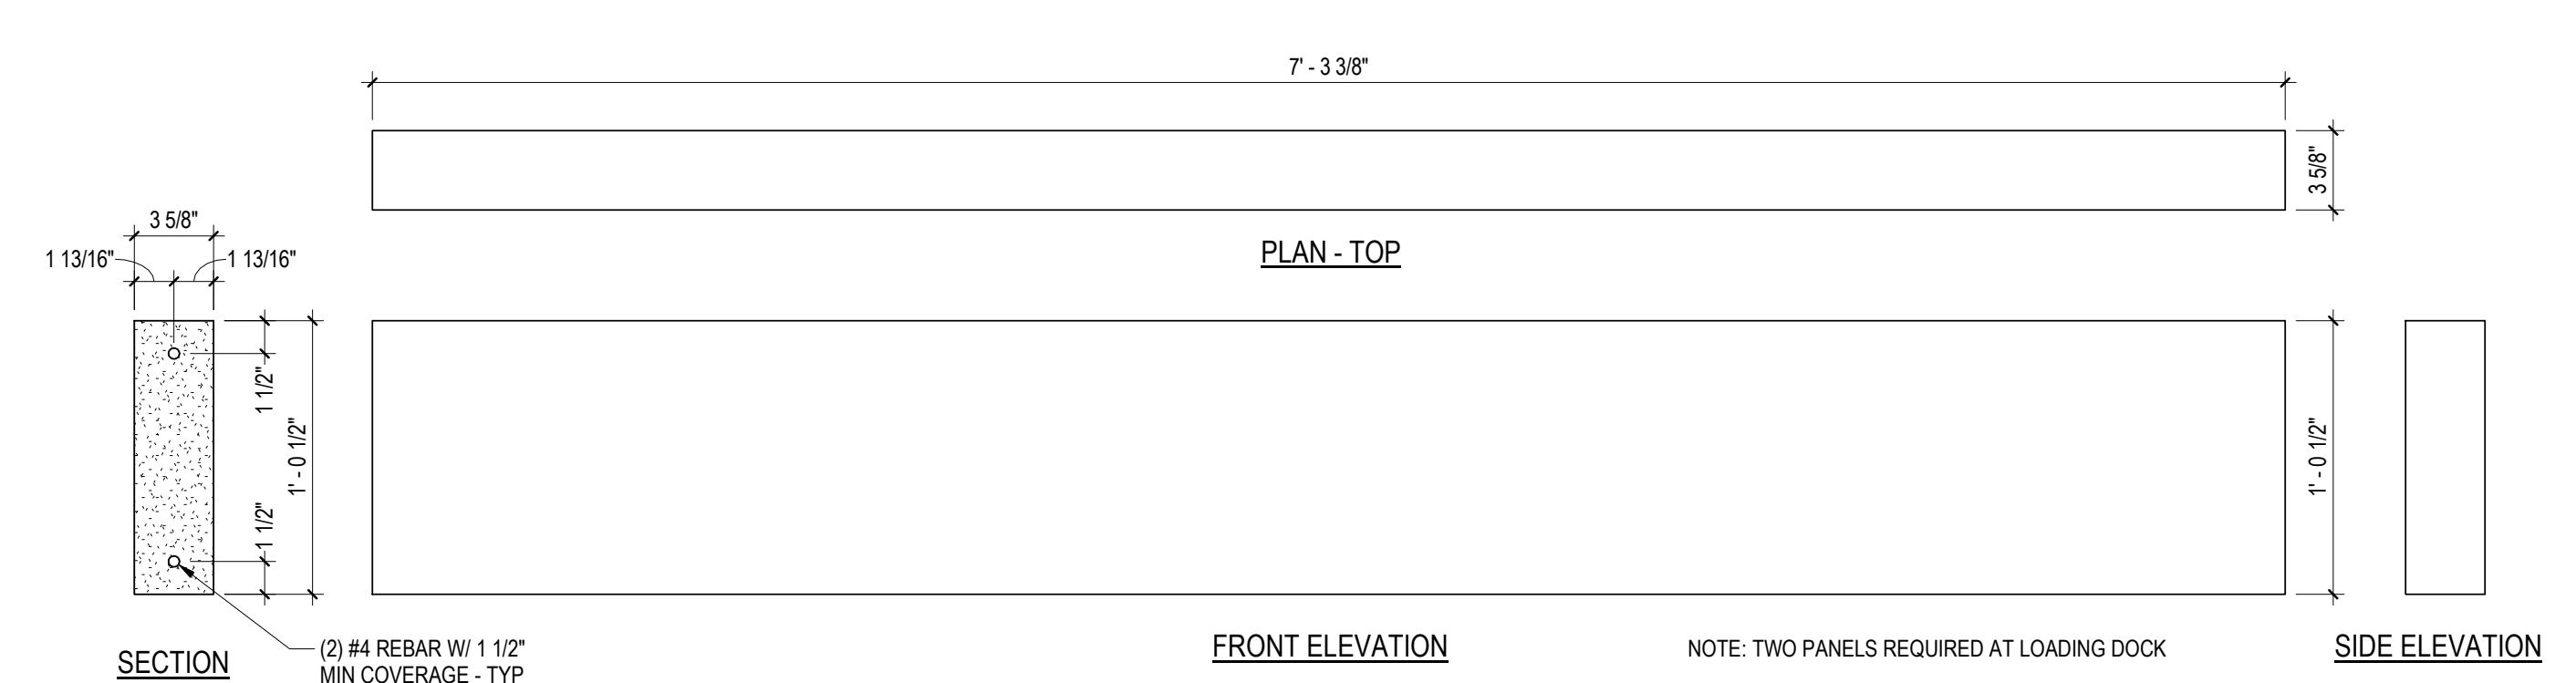 7' - 3 3/8"
3 5/8"
PLAN - TOP
3 5/8"
1 13/16"
1 13/16"
1 1/2"
1' - 0 1/2"
1 1/2"
1' - 0 1/2"
(2) #4 REBAR W/ 1 1/2"
MIN COVERAGE - TYP
SECTION
FRONT ELEVATION
NOTE: TWO PANELS REQUIRED AT LOADING DOCK
SIDE ELEVATION